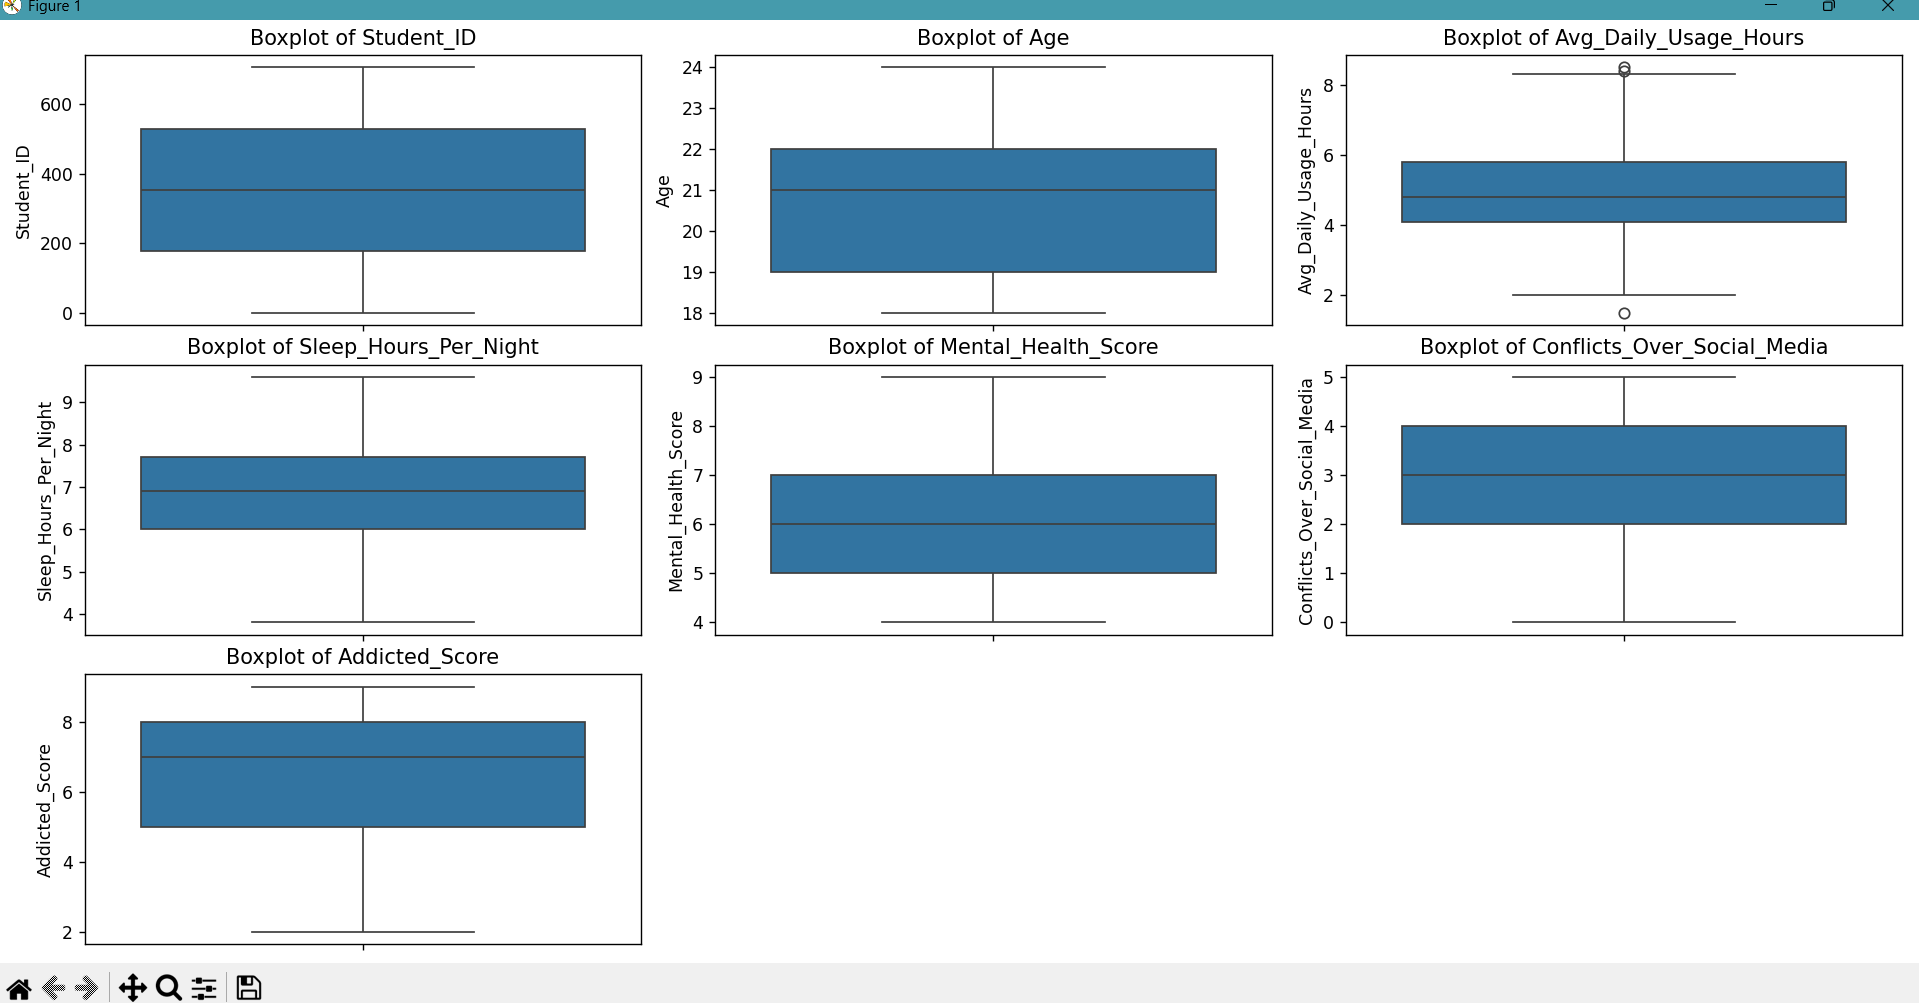 Figure 1
Boxplot of Student_ID
Student_ID
600
400
200
0
Boxplot of Age
Age
24
23
22
21
20
19
18
Boxplot of Avg_Daily_Usage_Hours
Avg_Daily_Usage_Hours
8
6
4
2
Boxplot of Sleep_Hours_Per_Night
Sleep_Hours_Per_Night
9
8
7
6
5
4
Boxplot of Mental_Health_Score
Mental_Health_Score
9
8
7
6
5
4
Boxplot of Conflicts_Over_Social_Media
Conflicts_Over_Social_Media
5
4
3
2
1
0
Boxplot of Addicted_Score
Addicted_Score
8
6
4
2